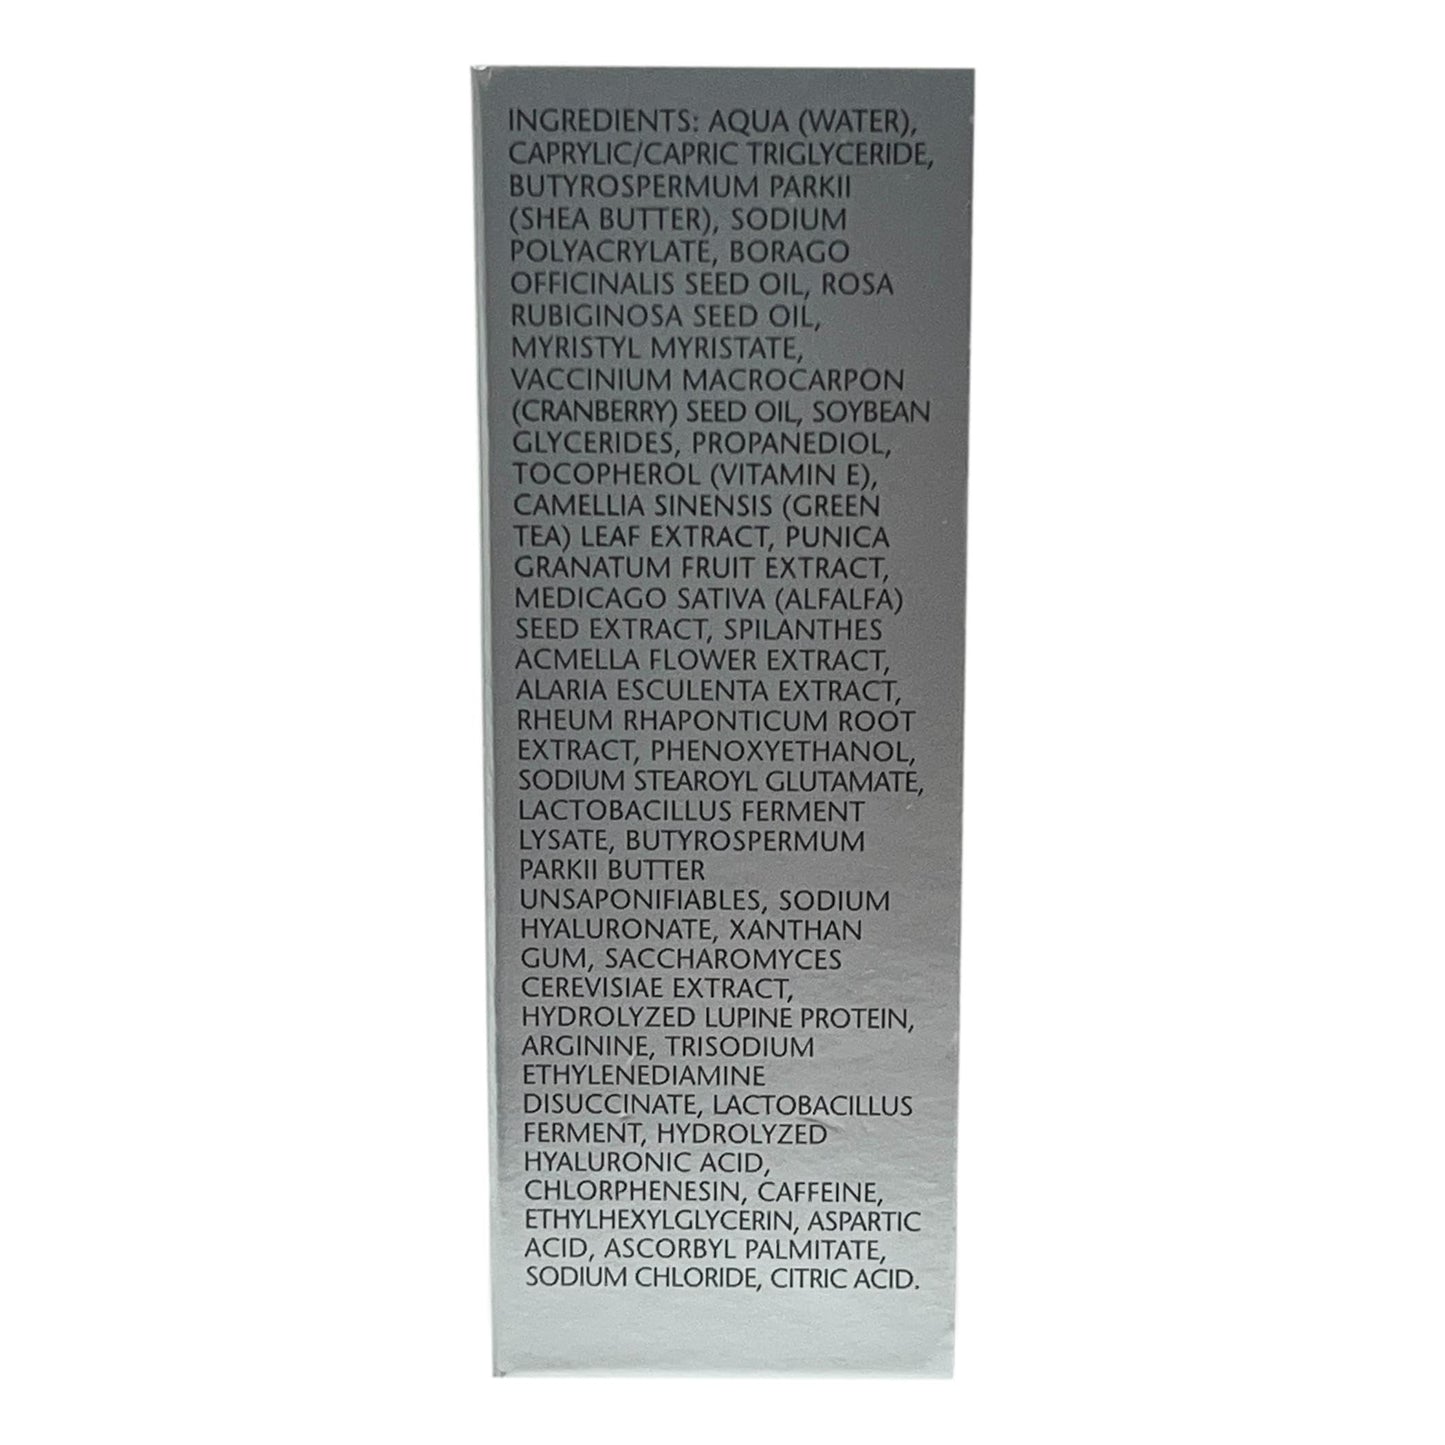 INGREDIENTS: AQUA (WATER),
CAPRYLIC/CAPRIC TRIGLYCERIDE,
BUTYROSPERMUM PARKII
(SHEA BUTTER), SODIUM
POLYACRYLATE, BORAGO
OFFICINALIS SEED OIL, ROSA
RUBIGINOSA SEED OIL,
MYRISTYL MYRISTATE,
VACCINIUM MACROCARPON
(CRANBERRY) SEED OIL, SOYBEAN
GLYCERIDES, PROPANEDIOL,
TOCOPHEROL (VITAMIN E),
CAMELLIA SINENSIS (GREEN
TEA) LEAF EXTRACT, PUNICA
GRANATUM FRUIT EXTRACT,
MEDICAGO SATIVA (ALFALFA)
SEED EXTRACT, SPILANTHES
ACMELLA FLOWER EXTRACT,
ALARIA ESCULENTA EXTRACT,
RHEUM RHAPONTICUM ROOT
EXTRACT, PHENOXYETHANOL,
SODIUM STEAROYL GLUTAMATE,
LACTOBACILLUS FERMENT
LYSATE, BUTYROSPERMUM
PARKII BUTTER
UNSAPONIFIABLES, SODIUM
HYALURONATE, XANTHAN
GUM, SACCHAROMYCES
CEREVISIAE EXTRACT,
HYDROLYZED LUPINE PROTEIN,
ARGININE, TRISODIUM
ETHYLENEDIAMINE
DISUCCINATE, LACTOBACILLUS
FERMENT, HYDROLYZED
HYALURONIC ACID,
CHLORPHENESIN, CAFFEINE,
ETHYLHEXYLGLYCERIN, ASPARTIC
ACID, ASCORBYL PALMITATE,
SODIUM CHLORIDE, CITRIC ACID.